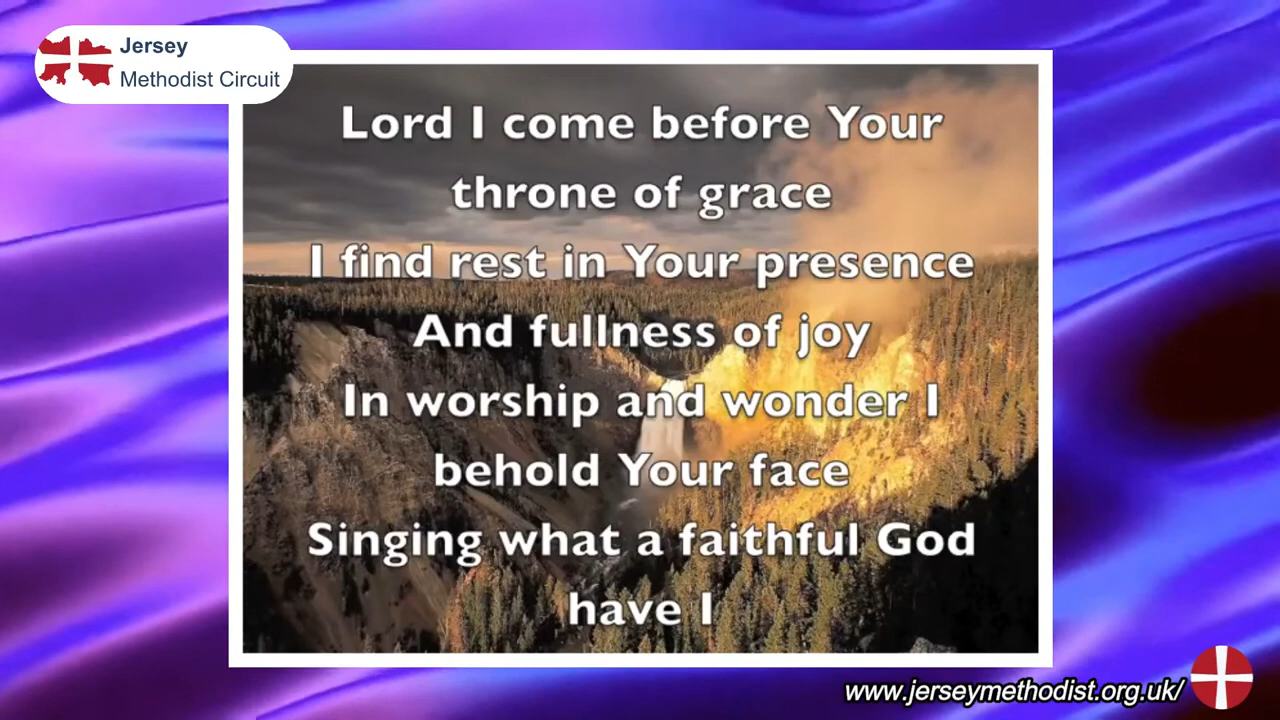 Jersey
Methodist Circuit
Lord I come before Your
throne of grace
I find rest in Your presence
And fullness of joy
In worship and wonder I
behold Your face
Singing what a faithful God
have I
www.jerseymethodist.org.uk/